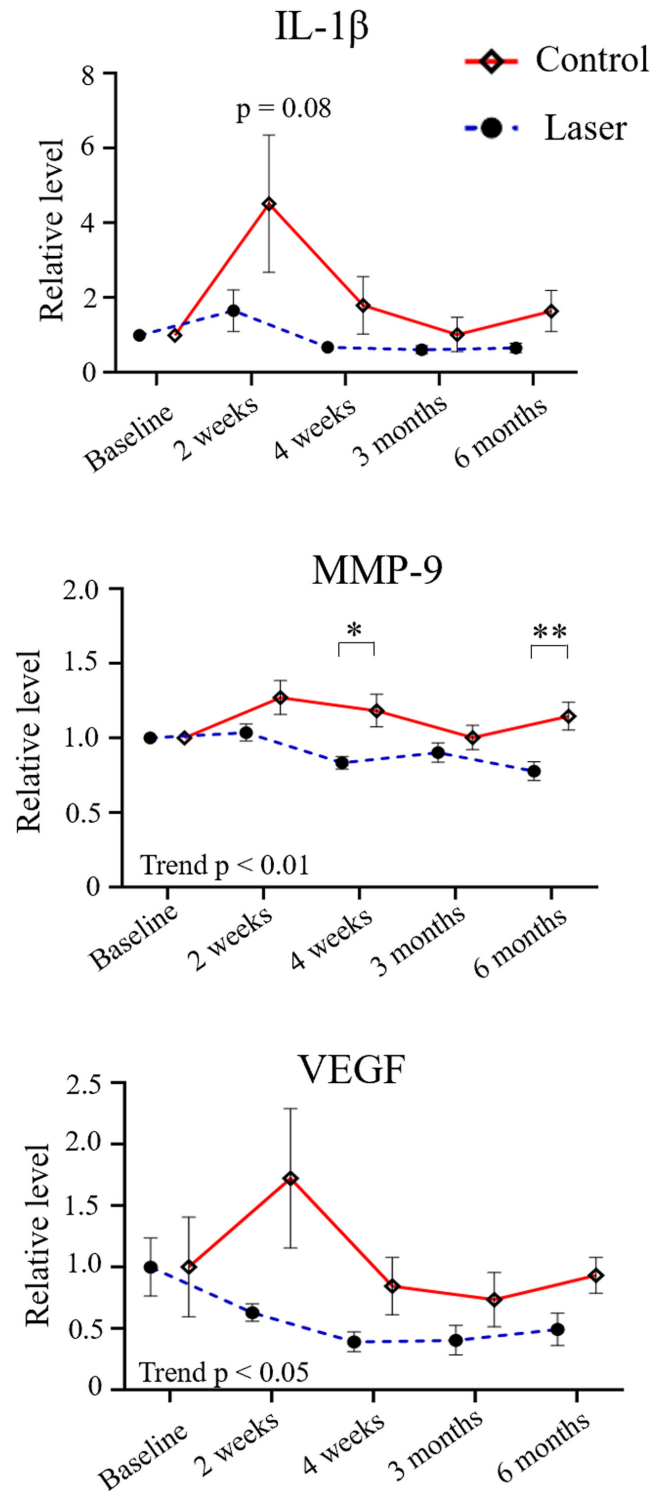 IL-1β
Control
Laser
p = 0.08
Relative level
8
6
4
2
0
Baseline
2 weeks
4 weeks
3 months
6 months
MMP-9
Relative level
2.0
1.5
1.0
0.5
0
*
**
Trend p < 0.01
Baseline
2 weeks
4 weeks
3 months
6 months
VEGF
Relative level
2.5
2.0
1.5
1.0
0.5
0
Trend p < 0.05
Baseline
2 weeks
4 weeks
3 months
6 months